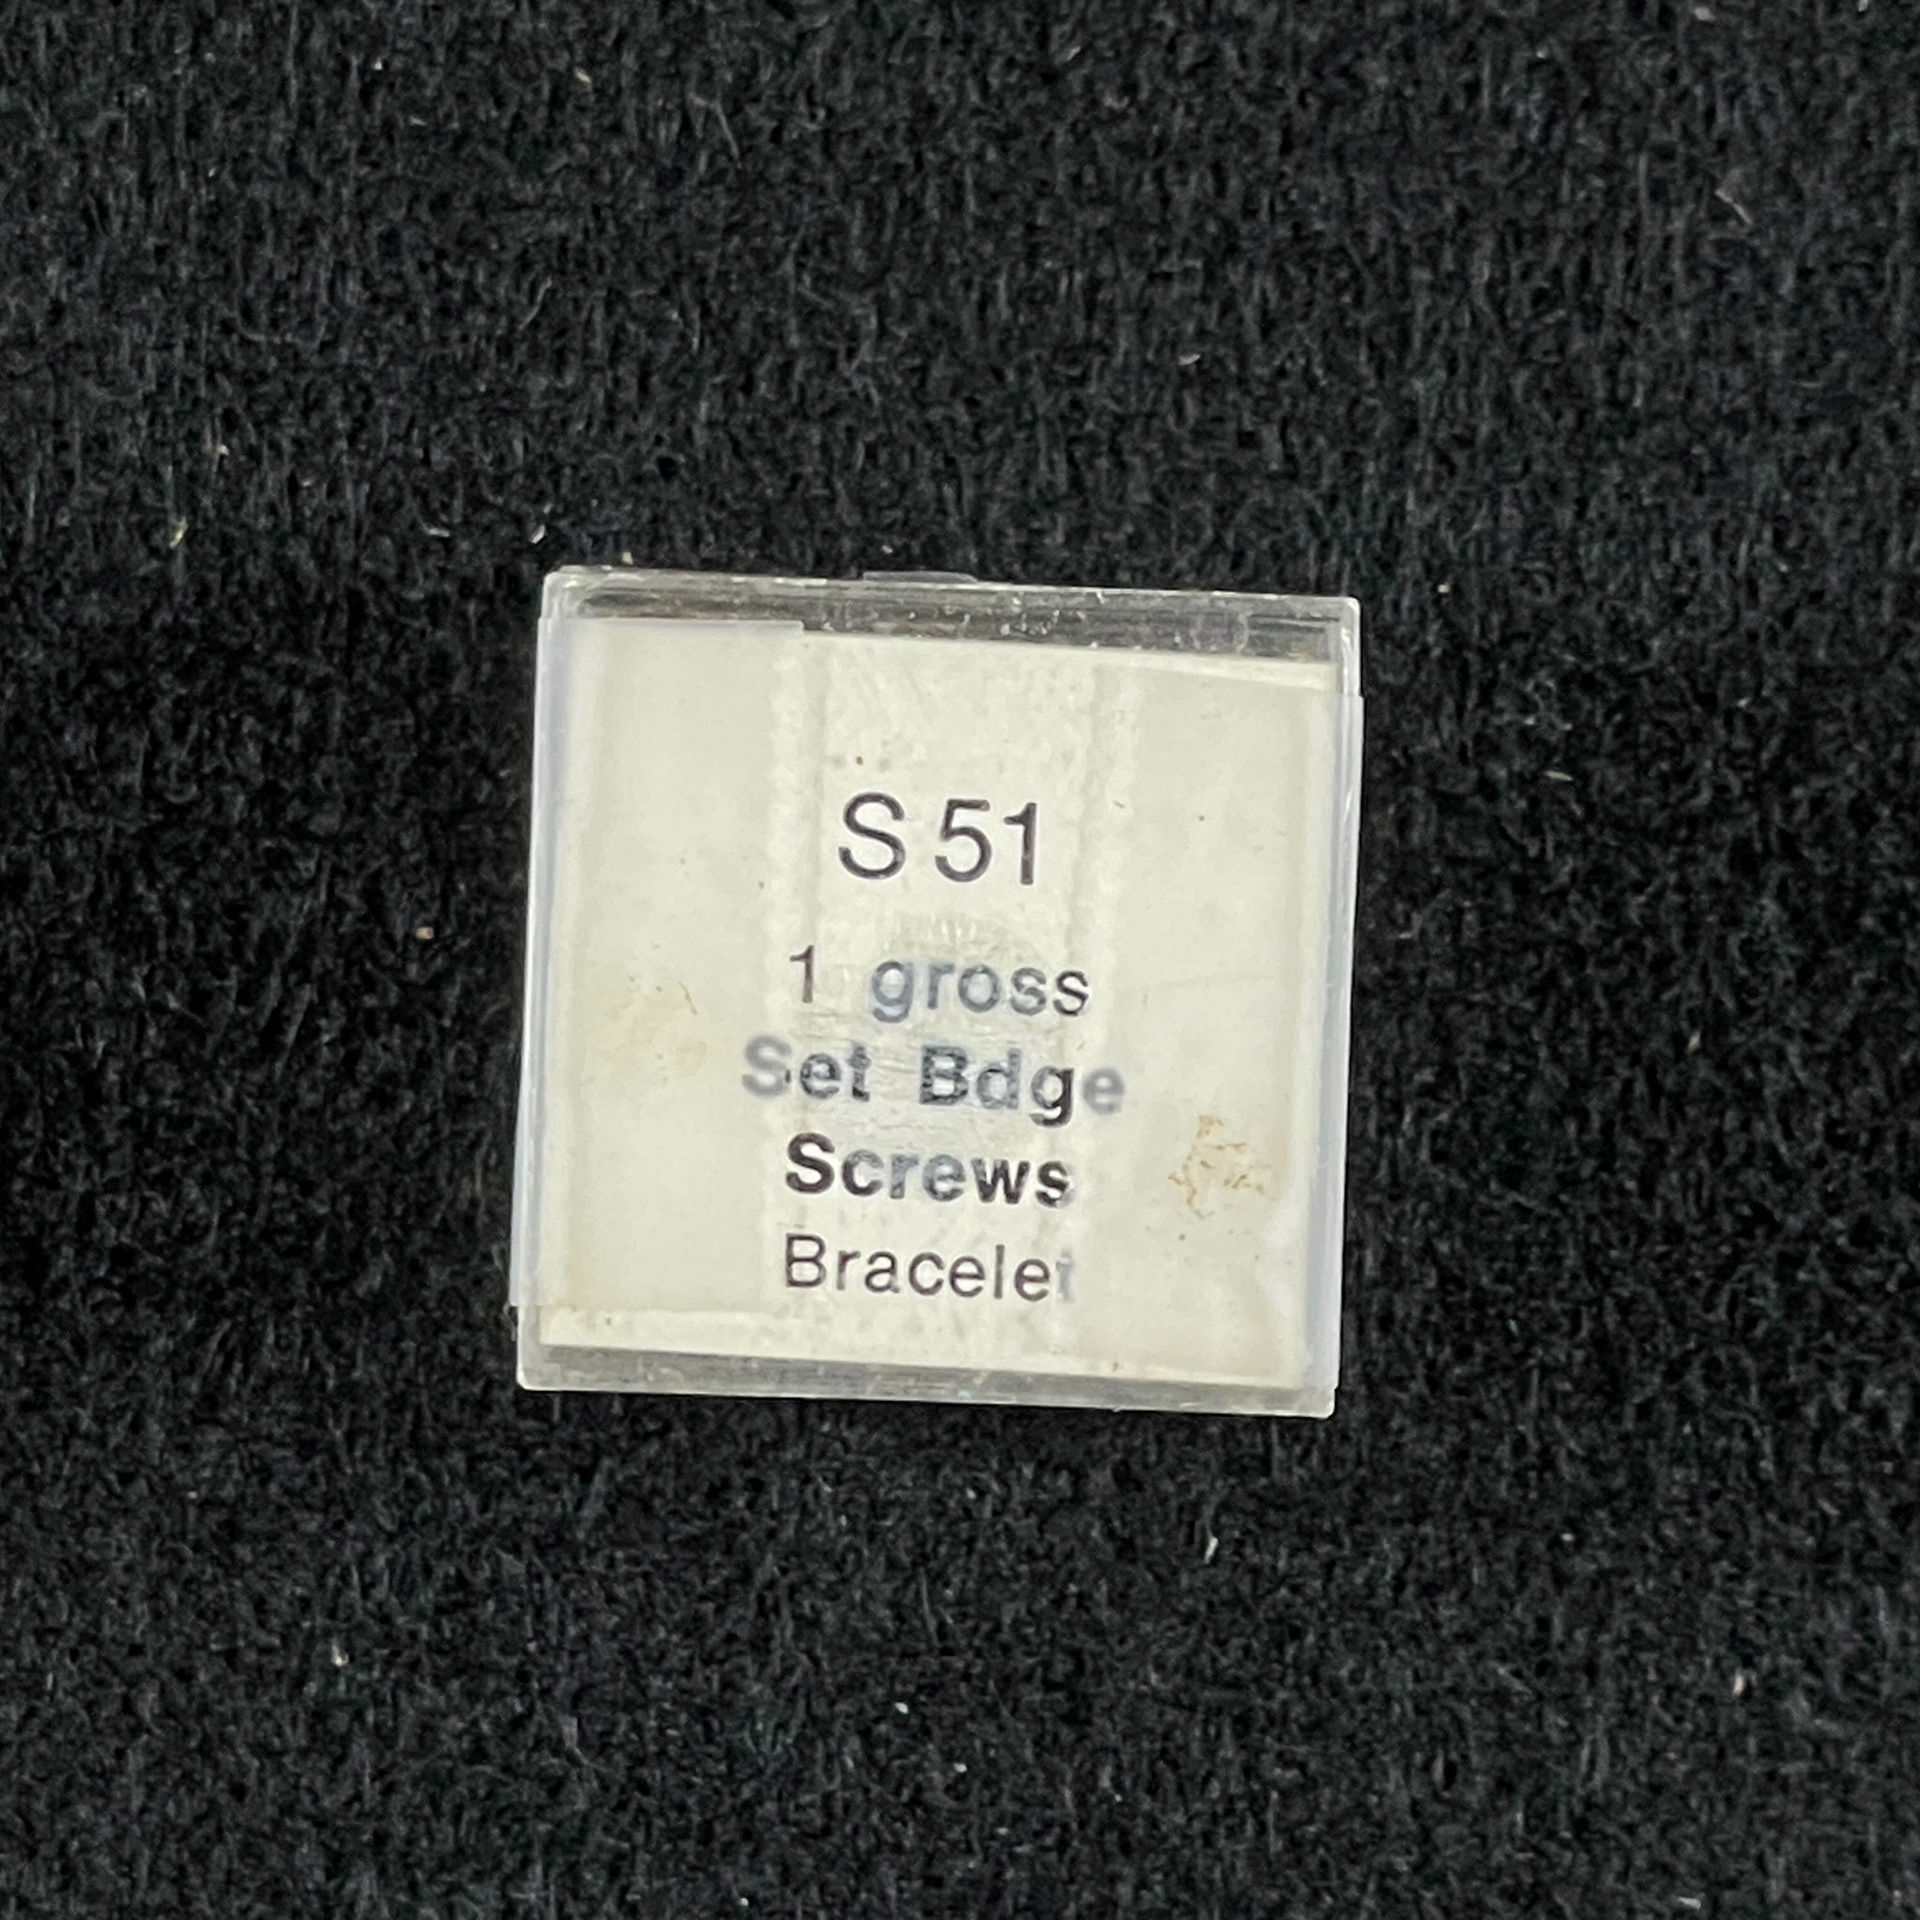 S 51
1 gross
Set Bdge
Screws
Bracelet